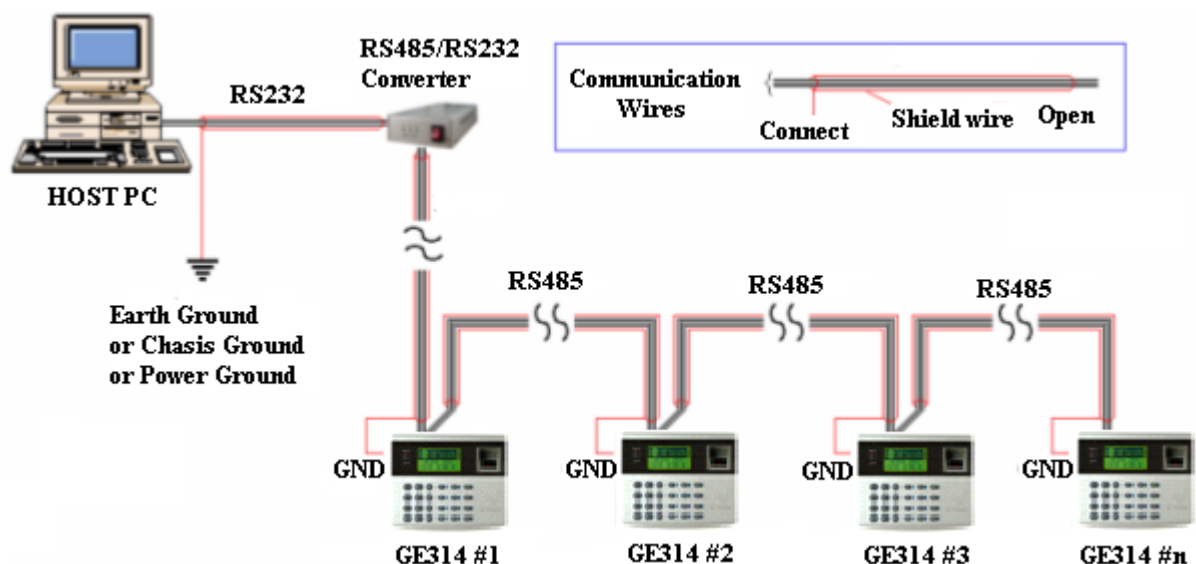 RS485/RS232
Converter
RS232
HOST PC
Communication
Wires
Connect
Shield wire
Open
Earth Ground
or Chasis Ground
or Power Ground
RS485
RS485
RS485
GND
GND
GND
GND
GE314 #1
GE314 #2
GE314 #3
GE314 #n